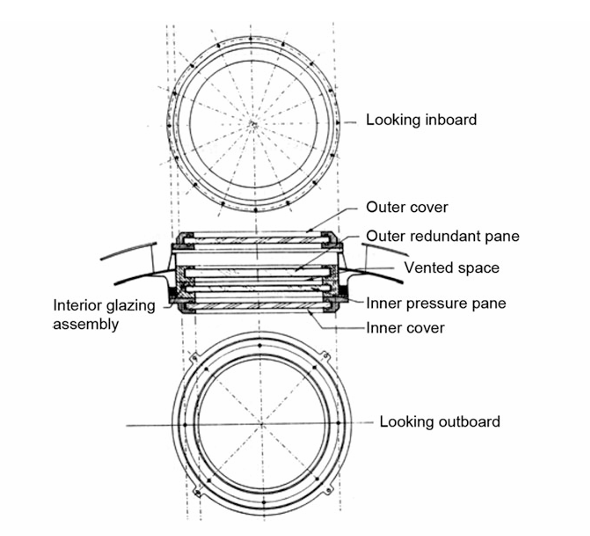 Looking inboard
Outer cover
Outer redundant pane
Vented space
Interior glazing
assembly
Inner pressure pane
Inner cover
Looking outboard